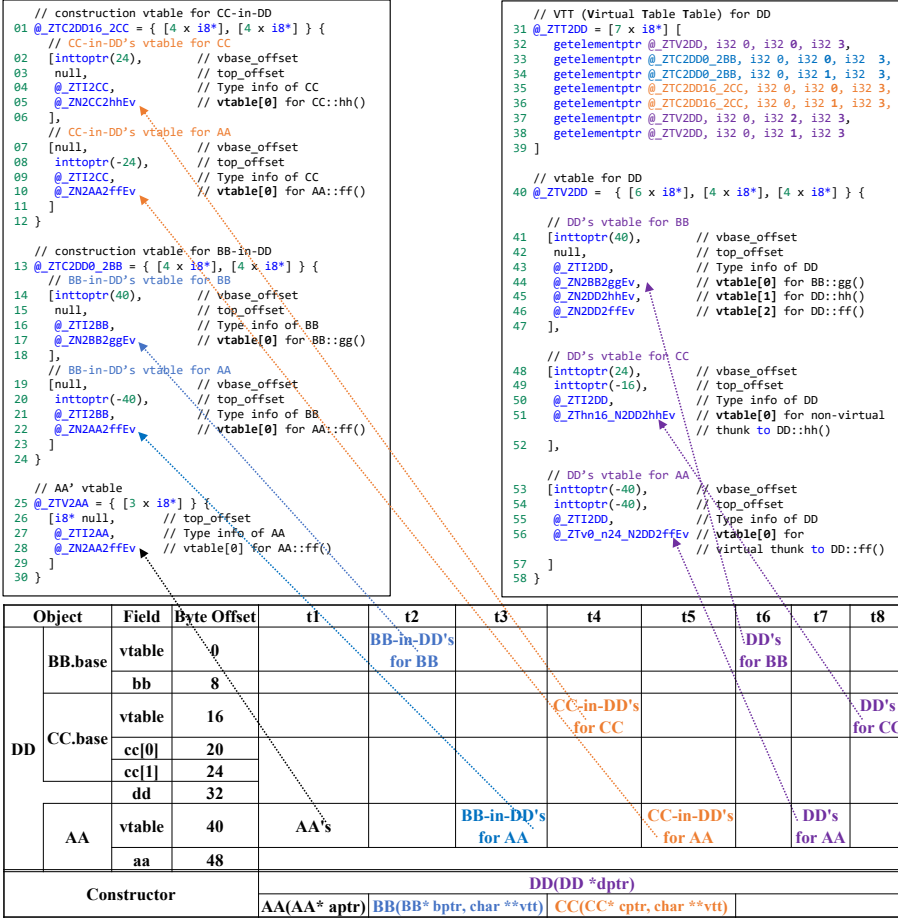 // construction vtable for CC-in-DD
01 @_ZTC2DD16_2CC = { [4 x i8*], [4 x i8*] } {
// CC-in-DD's vtable for CC
02 [inttoptr(24), // vbase_offset
03 null, // top_offset
04 @_ZTI2CC, // Type info of CC
05 @_ZN2CC2hhEv // vtable[0] for CC::hh()
06 ],
// CC-in-DD's vtable for AA
07 [null, // vbase_offset
08 inttoptr(-24), // top_offset
09 @_ZTI2CC, // Type info of CC
10 @_ZN2AA2ffEv // vtable[0] for AA::ff()
11 ]
12 }
// construction vtable for BB-in-DD
13 @_ZTC2DD0_2BB = { [4 x i8*], [4 x i8*] } {
// BB-in-DD's vtable for BB
14 [inttoptr(40), // vbase_offset
15 null, // top_offset
16 @_ZTI2BB, // Type info of BB
17 @_ZN2BB2ggEv // vtable[0] for BB::gg()
18 ],
// BB-in-DD's vtable for AA
19 [null, // vbase_offset
20 inttoptr(-40), // top_offset
21 @_ZTI2BB, // Type info of BB
22 @_ZN2AA2ffEv // vtable[0] for AA::ff()
23 ]
24 }
// AA' vtable
25 @_ZTV2AA = { [3 x i8*] } {
26 [i8* null, // top_offset
27 @_ZTI2AA, // Type info of AA
28 @_ZN2AA2ffEv // vtable[0] for AA::ff()
29 ]
30 }
// VTT (Virtual Table Table) for DD
31 @_ZTT2DD = [7 x i8*] [
32 getelementptr @_ZTV2DD, i32 0, i32 0, i32 3,
33 getelementptr @_ZTC2DD0_2BB, i32 0, i32 0, i32 3,
34 getelementptr @_ZTC2DD0_2BB, i32 0, i32 1, i32 3,
35 getelementptr @_ZTC2DD16_2CC, i32 0, i32 0, i32 3,
36 getelementptr @_ZTC2DD16_2CC, i32 0, i32 1, i32 3,
37 getelementptr @_ZTV2DD, i32 0, i32 2, i32 3,
38 getelementptr @_ZTV2DD, i32 0, i32 1, i32 3
39 ]
// vtable for DD
40 @_ZTV2DD = { [6 x i8*], [4 x i8*], [4 x i8*] } {
// DD's vtable for BB
41 [inttoptr(40), // vbase_offset
42 null, // top_offset
43 @_ZTI2DD, // Type info of DD
44 @_ZN2BB2ggEv, // vtable[0] for BB::gg()
45 @_ZN2DD2hhEv, // vtable[1] for DD::hh()
46 @_ZN2DD2ffEv // vtable[2] for DD::ff()
47 ],
// DD's vtable for CC
48 [inttoptr(24), // vbase_offset
49 inttoptr(-16), // top_offset
50 @_ZTI2DD, // Type info of DD
51 @_ZThn16_N2DD2hhEv // vtable[0] for non-virtual
// thunk to DD::hh()
52 ],
// DD's vtable for AA
53 [inttoptr(-40), // vbase_offset
54 inttoptr(-40), // top_offset
55 @_ZTI2DD, // Type info of DD
56 @_ZTv0_n24_N2DD2ffEv // vtable[0] for
// virtual thunk to DD::ff()
57 ]
58 }
Object Field Byte Offset t1 t2 t3 t4 t5 t6 t7 t8
DD
BB.base vtable 0 BB-in-DD's for BB DD's for BB
bb 8
CC.base vtable 16 CC-in-DD's for CC DD's for CC
cc[0] 20
cc[1] 24
dd 32
AA vtable 40 AA's BB-in-DD's for AA CC-in-DD's for AA DD's for AA
aa 48
Constructor DD(DD *dptr)
AA(AA* aptr) BB(BB* bptr, char **vtt) CC(CC* cptr, char **vtt)